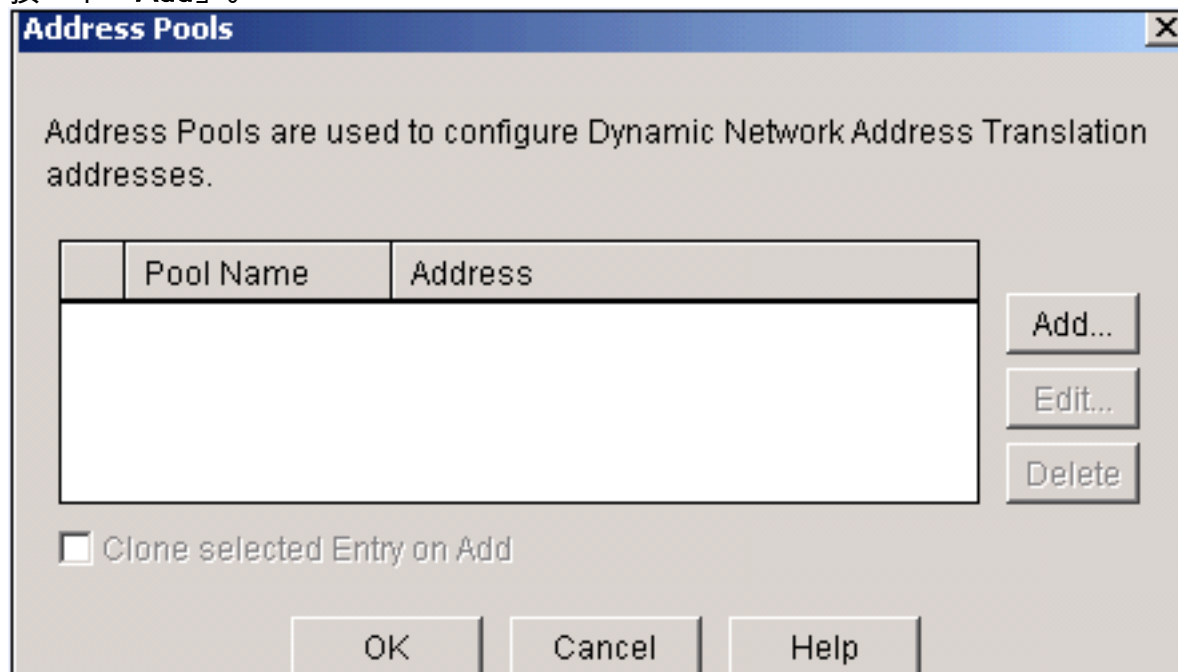 Add」。
Address Pools
Address Pools are used to configure Dynamic Network Address Translation
addresses.
Pool Name Address
Add...
Edit...
Delete
Clone selected Entry on Add
OK Cancel Help